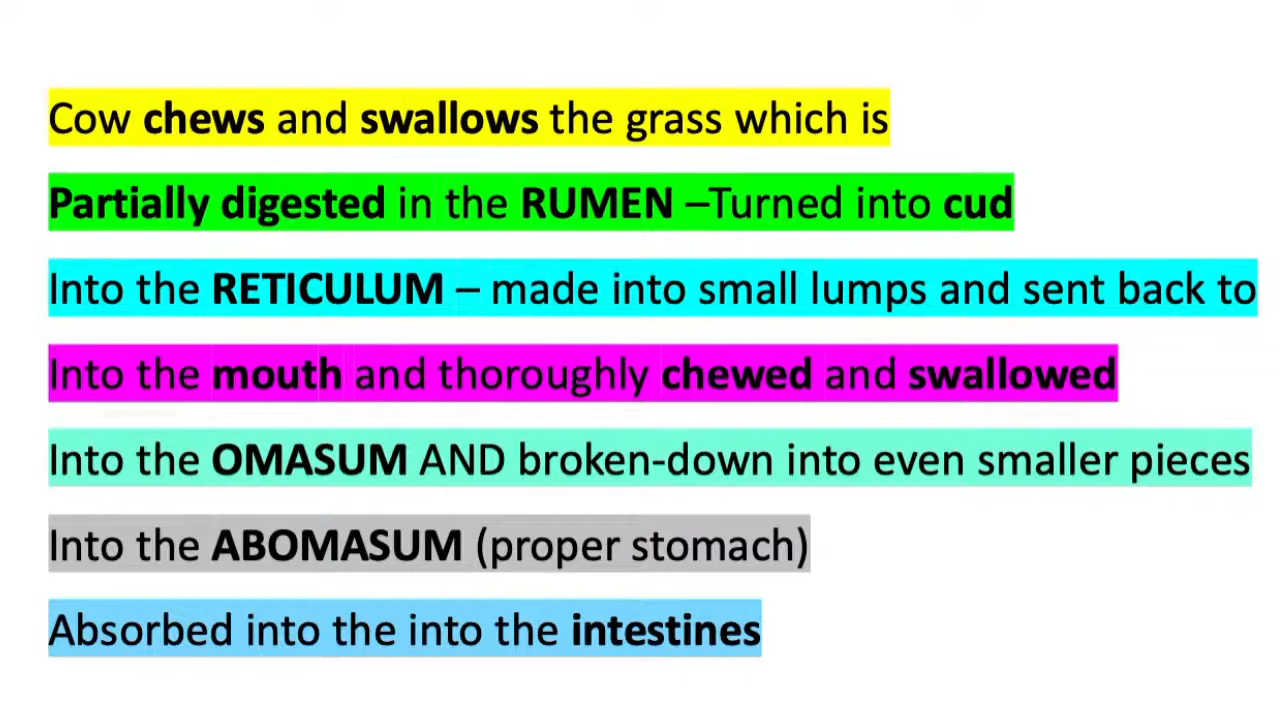 Cow chews and swallows the grass which is
Partially digested in the RUMEN –Turned into cud
Into the RETICULUM – made into small lumps and sent back to
Into the mouth and thoroughly chewed and swallowed
Into the OMASUM AND broken-down into even smaller pieces
Into the ABOMASUM (proper stomach)
Absorbed into the into the intestines